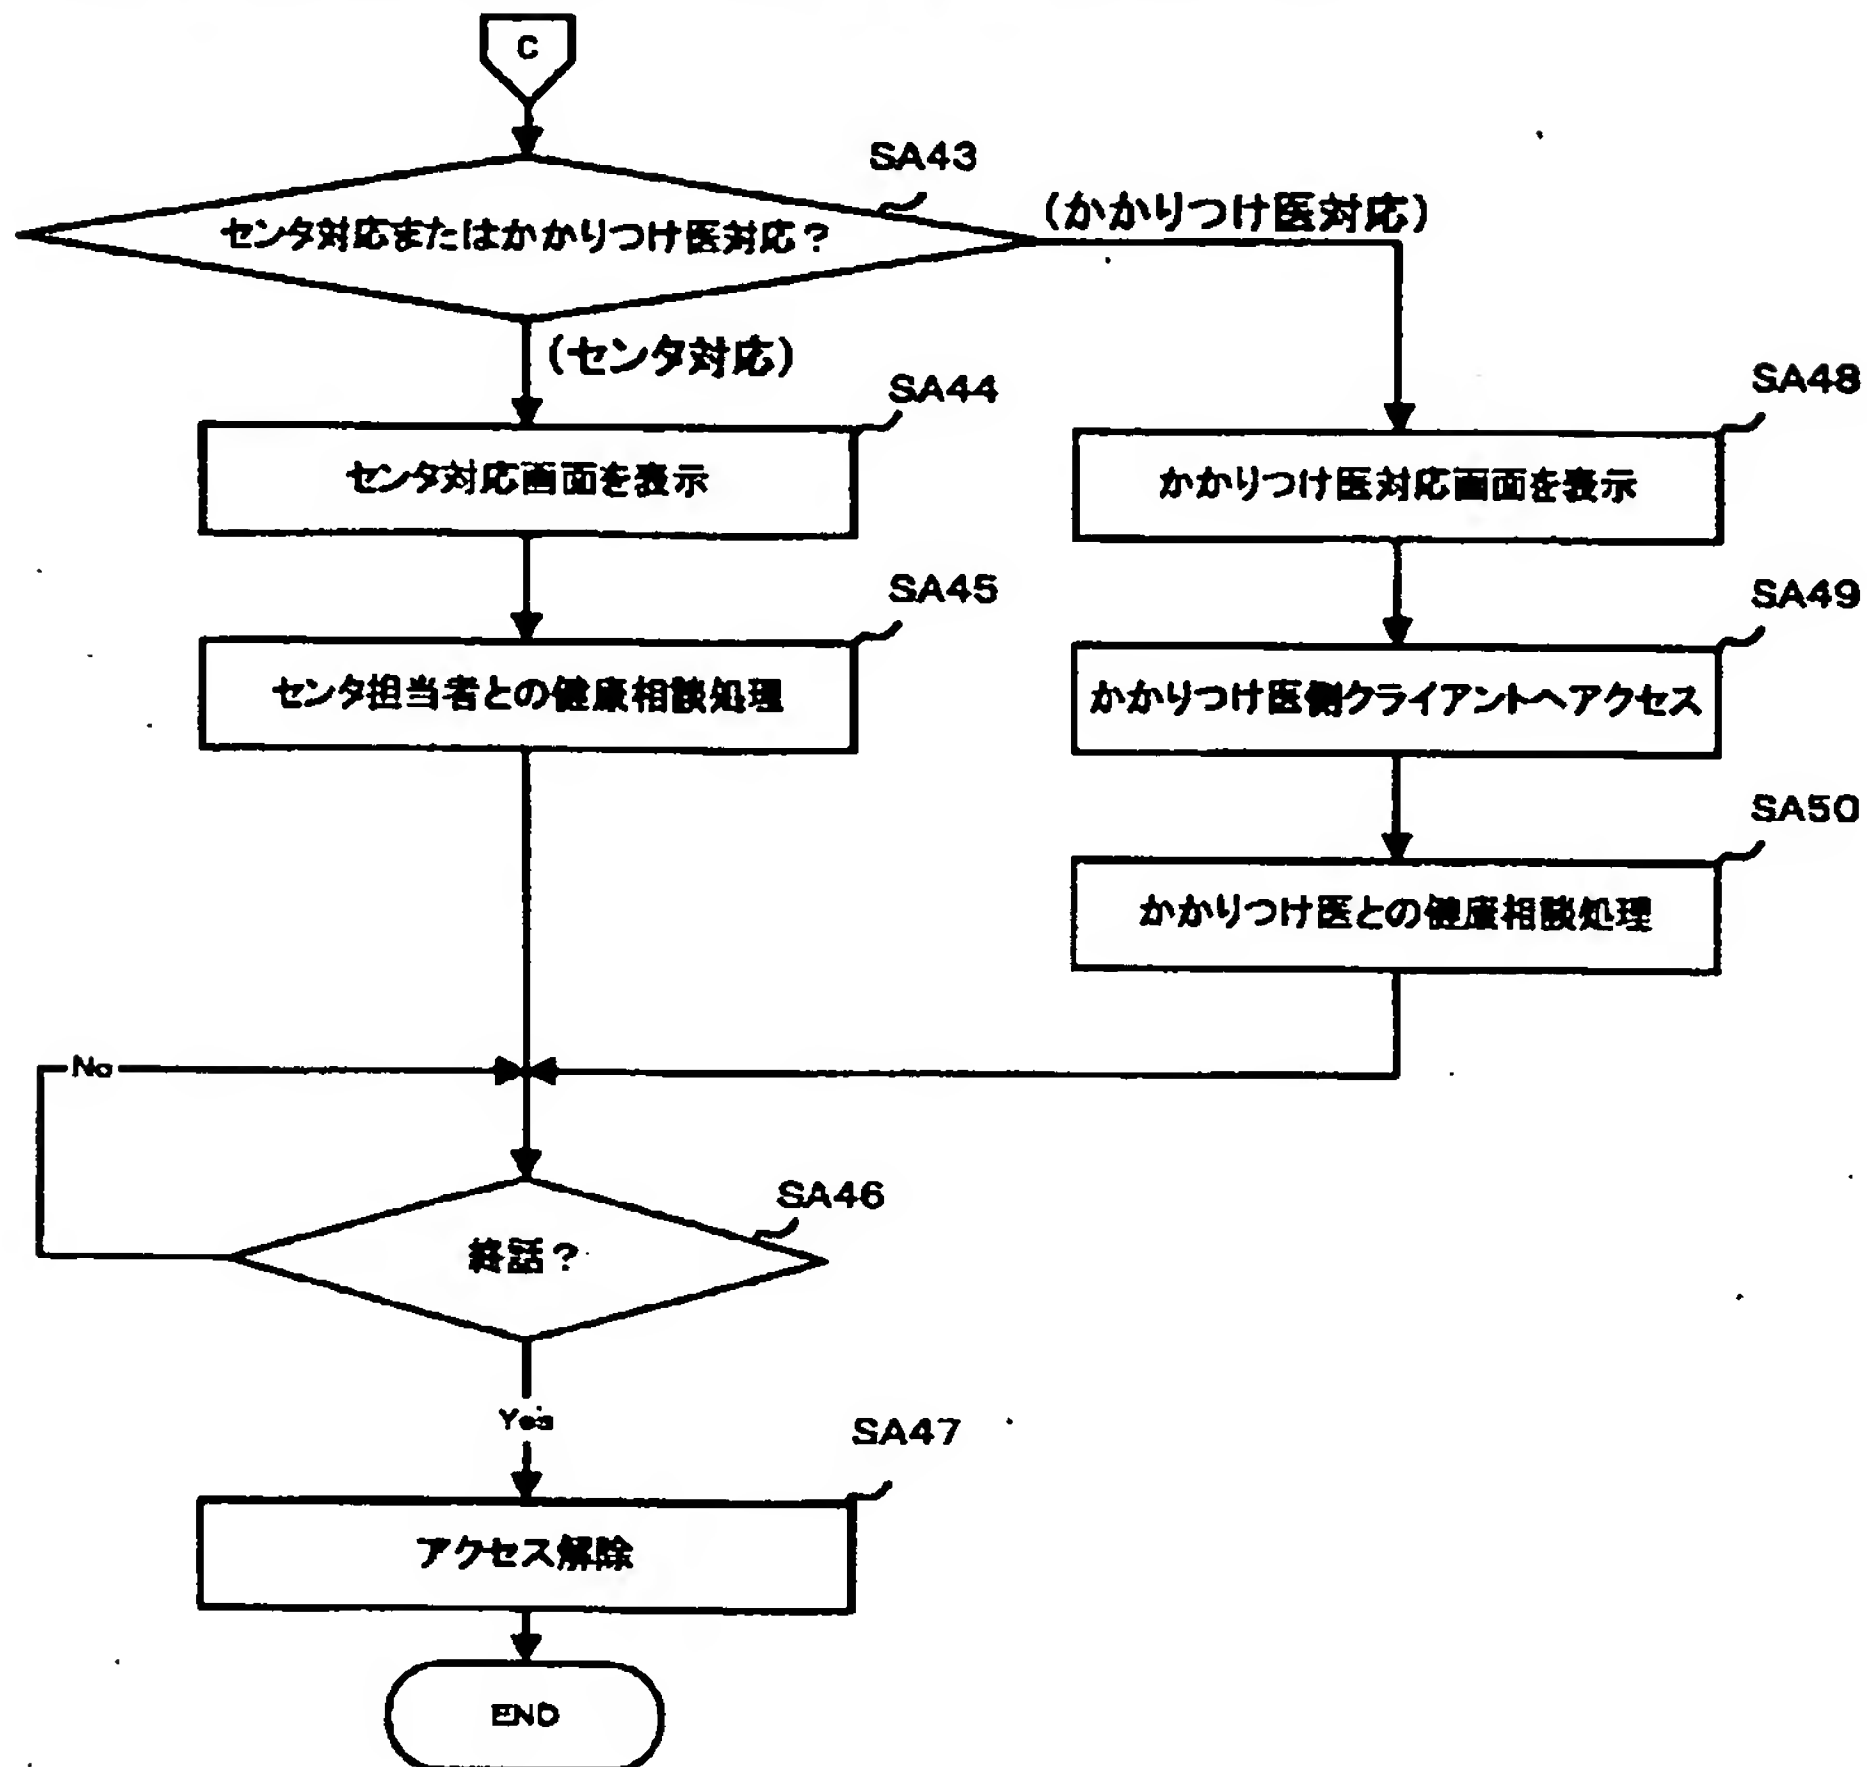 C
SA43
センタ対応またはかかりつけ医対応?
(かかりつけ医対応)
(センタ対応)
SA44
センタ対応画面を表示
SA48
かかりつけ医対応画面を表示
SA45
センタ担当者との健康相談処理
SA49
かかりつけ医側クライアントへアクセス
SA50
かかりつけ医との健康相談処理
No
SA46
終話?
Yes
SA47
アクセス解除
END